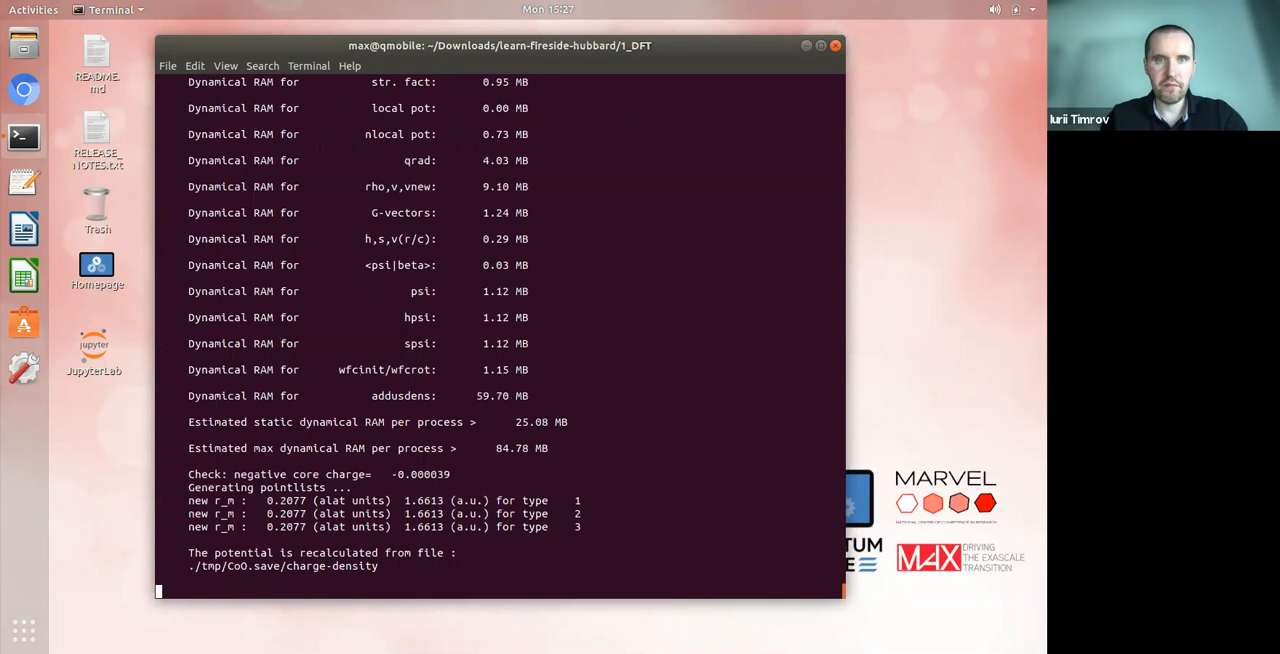 Activities
Terminal
Mon 15:27
max@qmobile: ~/Downloads/learn-fireside-hubbard/1_DFT
File Edit View Search Terminal Help
README.
md
RELEASE_
NOTES.txt
Trash
Homepage
jupyter
JupyterLab
Dynamical RAM for str. fact: 0.95 MB
Dynamical RAM for local pot: 0.00 MB
Dynamical RAM for nlocal pot: 0.73 MB
Dynamical RAM for qrad: 4.03 MB
Dynamical RAM for rho,v,vnew: 9.10 MB
Dynamical RAM for G-vectors: 1.24 MB
Dynamical RAM for h,s,v(r/c): 0.29 MB
Dynamical RAM for <psi|beta>: 0.03 MB
Dynamical RAM for psi: 1.12 MB
Dynamical RAM for hpsi: 1.12 MB
Dynamical RAM for spsi: 1.12 MB
Dynamical RAM for wfcinit/wfcrot: 1.15 MB
Dynamical RAM for addusdens: 59.70 MB
Estimated static dynamical RAM per process > 25.08 MB
Estimated max dynamical RAM per process > 84.78 MB
Check: negative core charge= -0.000039
Generating pointlists ...
new r_m : 0.2077 (alat units) 1.6613 (a.u.) for type 1
new r_m : 0.2077 (alat units) 1.6613 (a.u.) for type 2
new r_m : 0.2077 (alat units) 1.6613 (a.u.) for type 3
The potential is recalculated from file :
./tmp/CoO.save/charge-density
Iurii Timrov
MARVEL
NATIONAL CENTRE OF COMPETENCE IN RESEARCH
TUM
MAX DRIVING
THE EXASCALE
TRANSITION